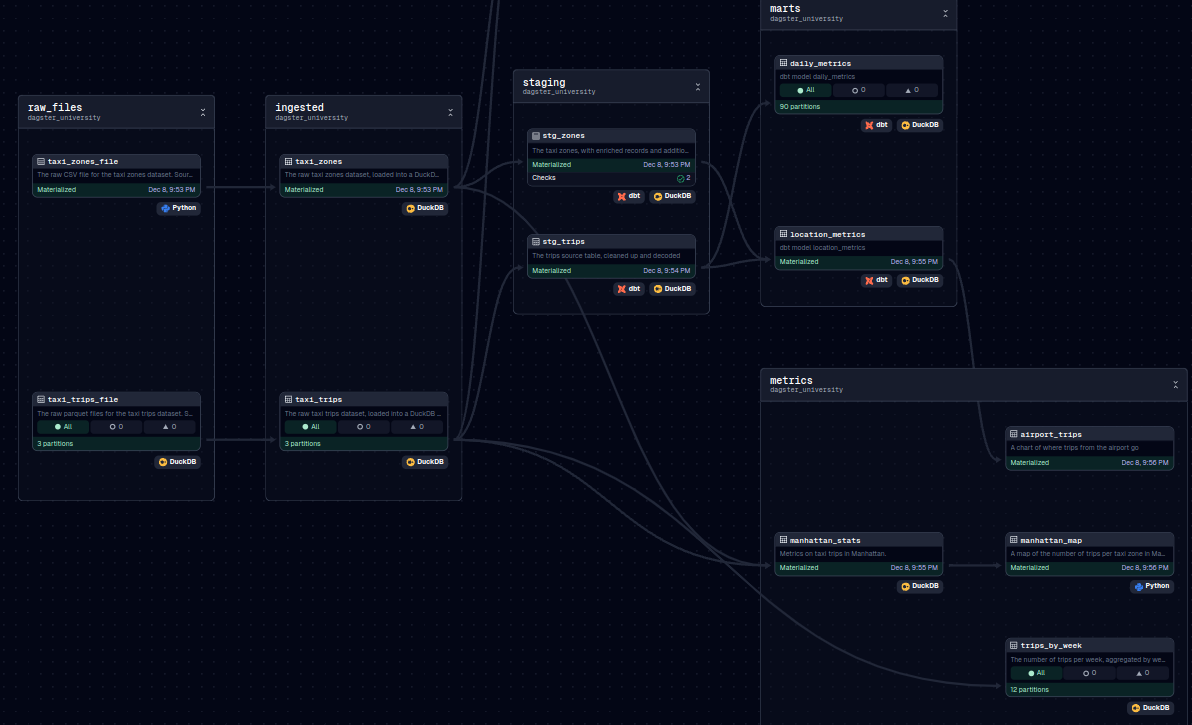 raw_files
dagster_university
taxi_zones_file
The raw CSV file for the taxi zones dataset. Sour…
Materialized Dec 8, 9:53 PM
Python
taxi_trips_file
The raw parquet files for the taxi trips dataset. S…
All 0 0
3 partitions
DuckDB
ingested
dagster_university
taxi_zones
The raw taxi zones dataset, loaded into a DuckD…
Materialized Dec 8, 9:53 PM
DuckDB
taxi_trips
The raw taxi trips dataset, loaded into a DuckDB …
All 0 0
3 partitions
DuckDB
staging
dagster_university
stg_zones
The taxi zones, with enriched records and additio…
Materialized Dec 8, 9:53 PM
Checks 2
dbt DuckDB
stg_trips
The trips source table, cleaned up and decoded
Materialized Dec 8, 9:54 PM
dbt DuckDB
marts
dagster_university
daily_metrics
dbt model daily_metrics
All 0 0
90 partitions
dbt DuckDB
location_metrics
dbt model location_metrics
Materialized Dec 8, 9:55 PM
dbt DuckDB
metrics
dagster_university
airport_trips
A chart of where trips from the airport go
Materialized Dec 8, 9:56 PM
manhattan_stats
Metrics on taxi trips in Manhattan.
Materialized Dec 8, 9:55 PM
DuckDB
manhattan_map
A map of the number of trips per taxi zone in Ma…
Materialized Dec 8, 9:56 PM
Python
trips_by_week
The number of trips per week, aggregated by we…
All 0 0
12 partitions
DuckDB